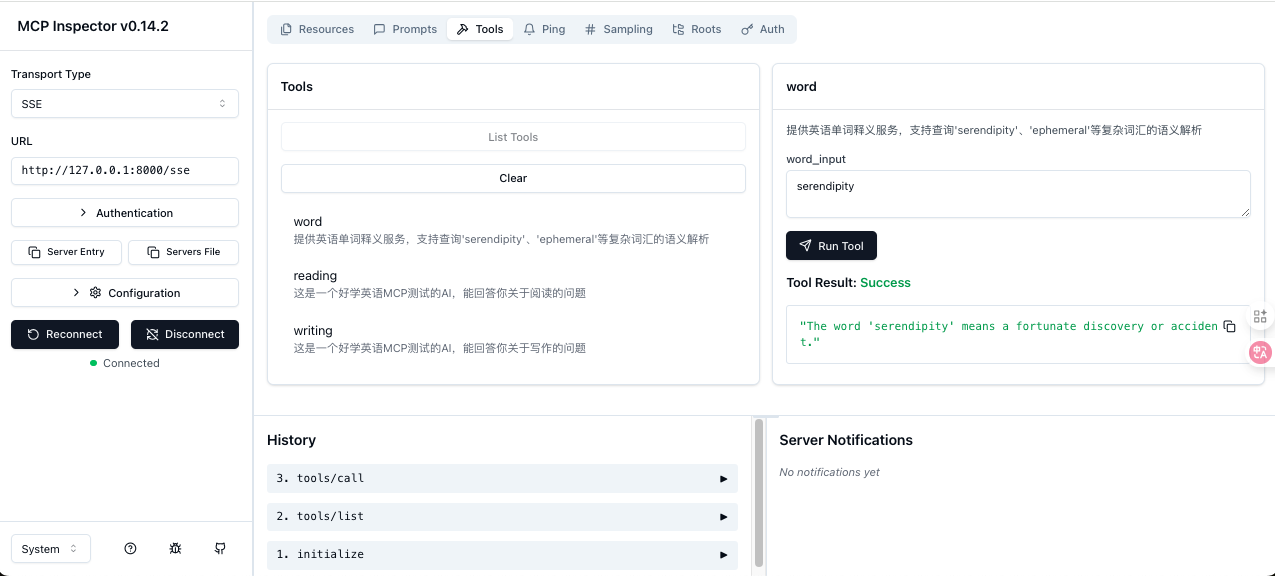 MCP Inspector v0.14.2
Transport Type
SSE
URL
http://127.0.0.1:8000/sse
Authentication
Server Entry
Servers File
Configuration
Reconnect
Disconnect
Connected
System
Resources
Prompts
Tools
Ping
Sampling
Roots
Auth
Tools
List Tools
Clear
word
提供英语单词释义服务，支持查询'serendipity'、'ephemeral'等复杂词汇的语义解析
reading
这是一个好学英语MCP测试的AI，能回答你关于阅读的问题
writing
这是一个好学英语MCP测试的AI，能回答你关于写作的问题
word
提供英语单词释义服务，支持查询'serendipity'、'ephemeral'等复杂词汇的语义解析
word_input
serendipity
Run Tool
Tool Result: Success
"The word 'serendipity' means a fortunate discovery or acciden
t."
History
3. tools/call
2. tools/list
1. initialize
Server Notifications
No notifications yet